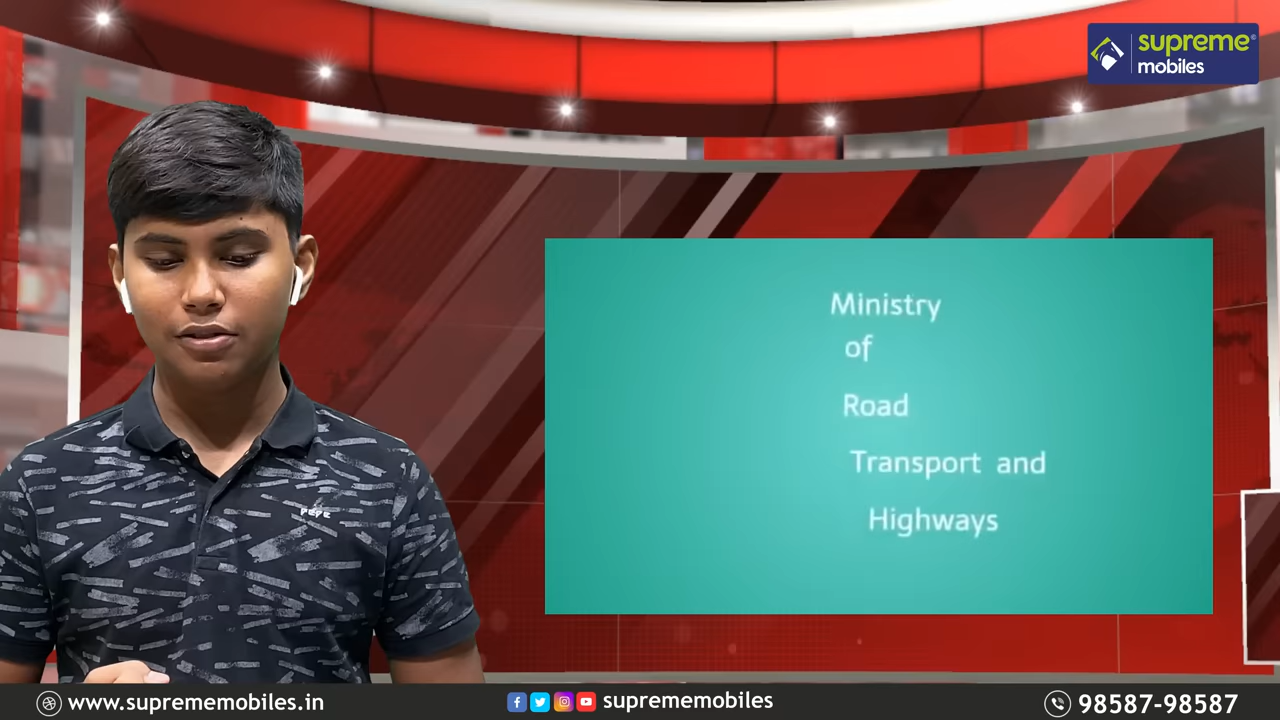 supreme
mobiles
Ministry
of
Road
Transport and
Highways
PEPE
www.suprememobiles.in
suprememobiles
98587-98587